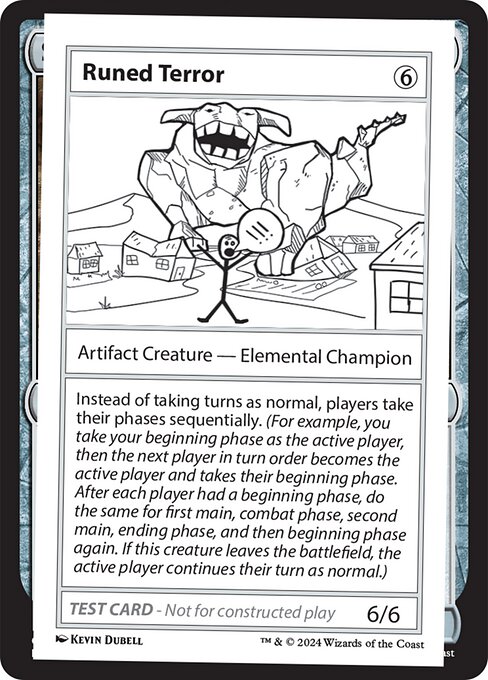 Runed Terror 6
!!!
Artifact Creature — Elemental Champion
Instead of taking turns as normal, players take
their phases sequentially. (For example, you
take your beginning phase as the active player,
then the next player in turn order becomes the
active player and takes their beginning phase.
After each player had a beginning phase, do
the same for first main, combat phase, second
main, ending phase, and then beginning phase
again. If this creature leaves the battlefield, the
active player continues their turn as normal.)
TEST CARD - Not for constructed play 6/6
KEVIN DUBELL ™ & © 2024 Wizards of the Coast